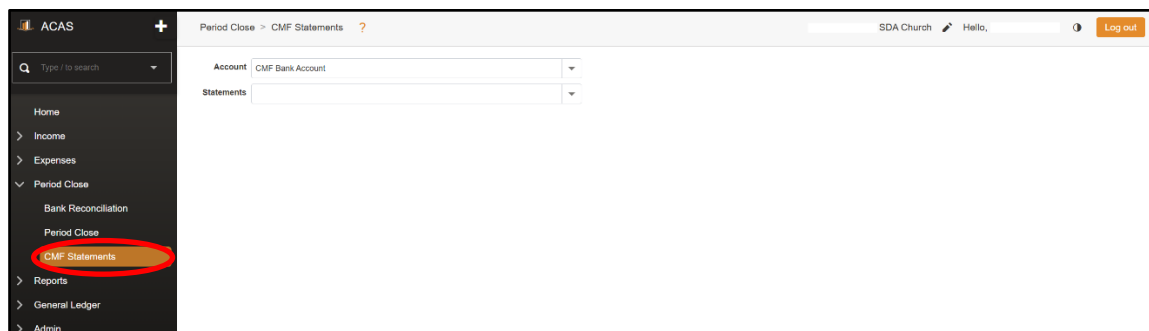 ACAS +
Period Close > CMF Statements ?
SDA Church Hello,
Log out
Type / to search
Account CMF Bank Account
Statements
Home
Income
Expenses
Period Close
Bank Reconciliation
Period Close
CMF Statements
Reports
General Ledger
Admin